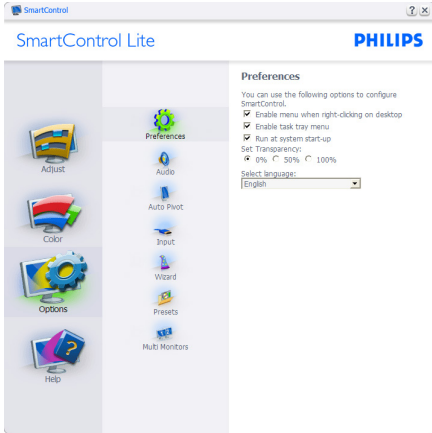 SmartControl
SmartControl Lite
PHILIPS
Adjust
Color
Options
Help
Preferences
Audio
Auto Pivot
Input
Wizard
Presets
Multi Monitors
Preferences
You can use the following options to configure
SmartControl.
Enable menu when right-clicking on desktop
Enable task tray menu
Run at system start-up
Set Transparency:
0% 50% 100%
Select language:
English